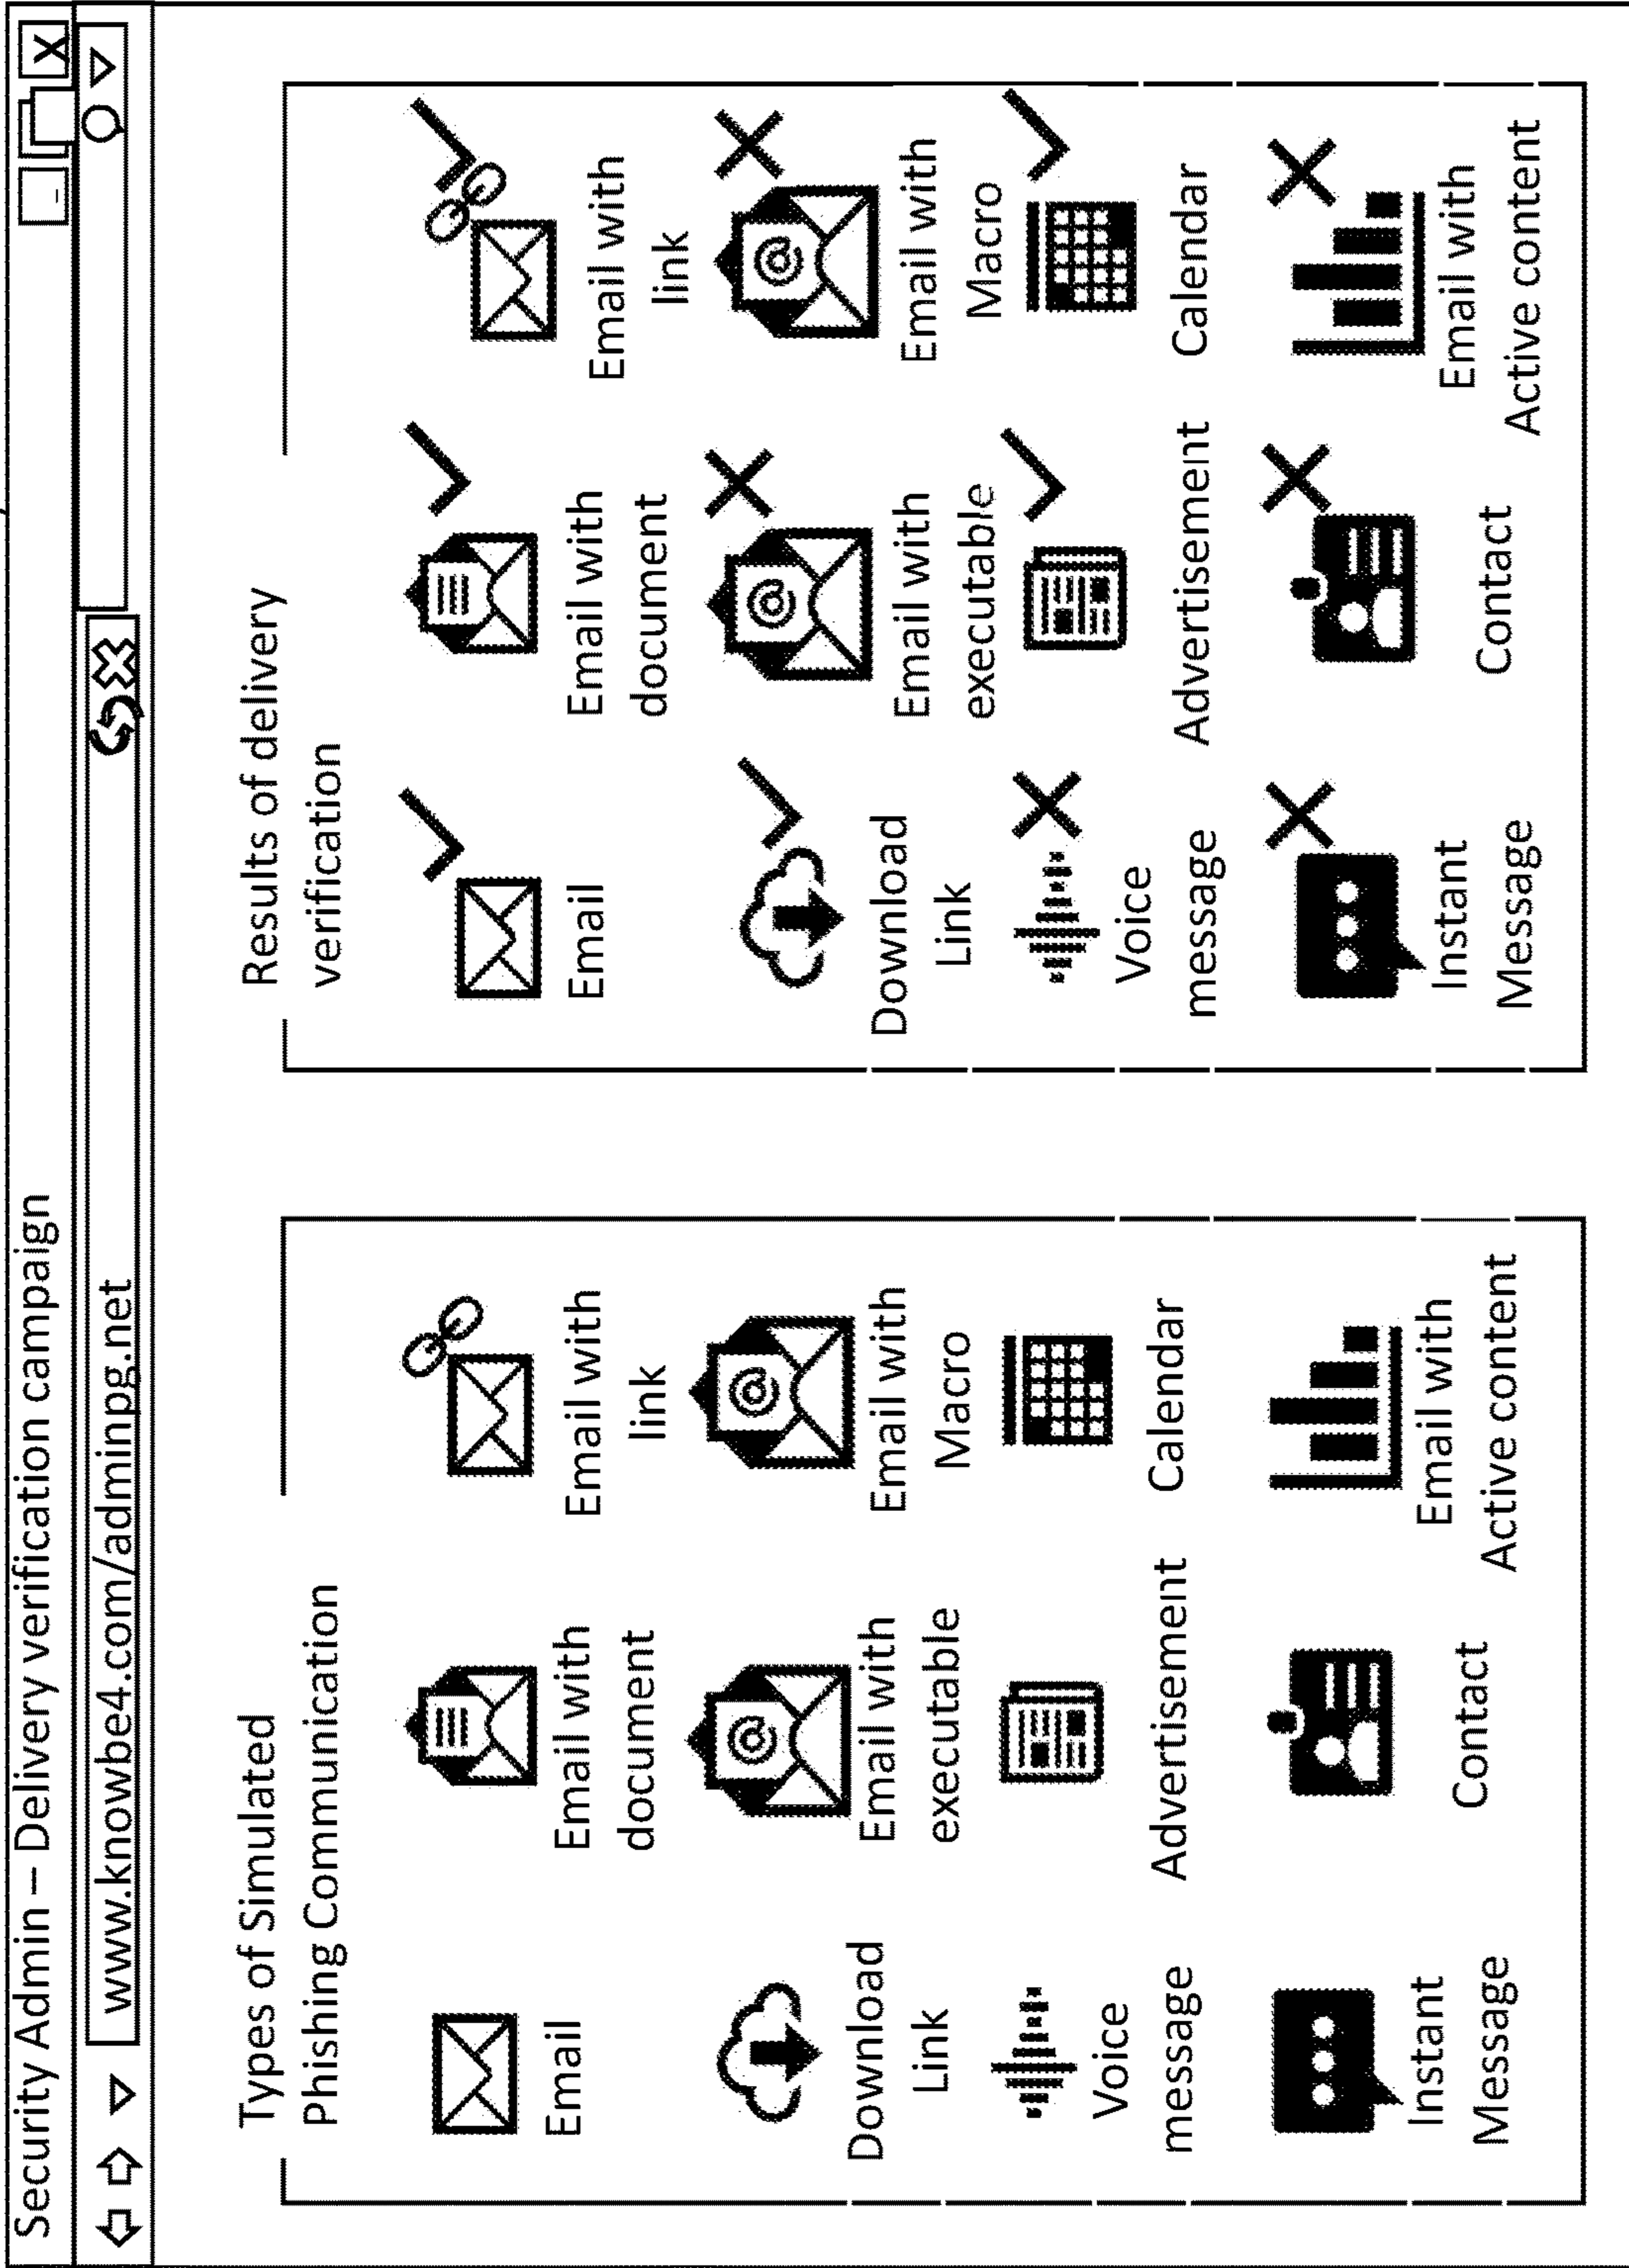 Security Admin – Delivery verification campaign
_
X
www.knowbe4.com/adminpg.net
Types of Simulated
Phishing Communication
Email
Email with
document
Email with
link
Download
Link
Email with
executable
Email with
Macro
Voice
message
Advertisement
Calendar
Instant
Message
Contact
Email with
Active content
Results of delivery
verification
Email
Email with
document
Email with
link
Download
Link
Email with
executable
Email with
Macro
Voice
message
Advertisement
Calendar
Instant
Message
Contact
Email with
Active content